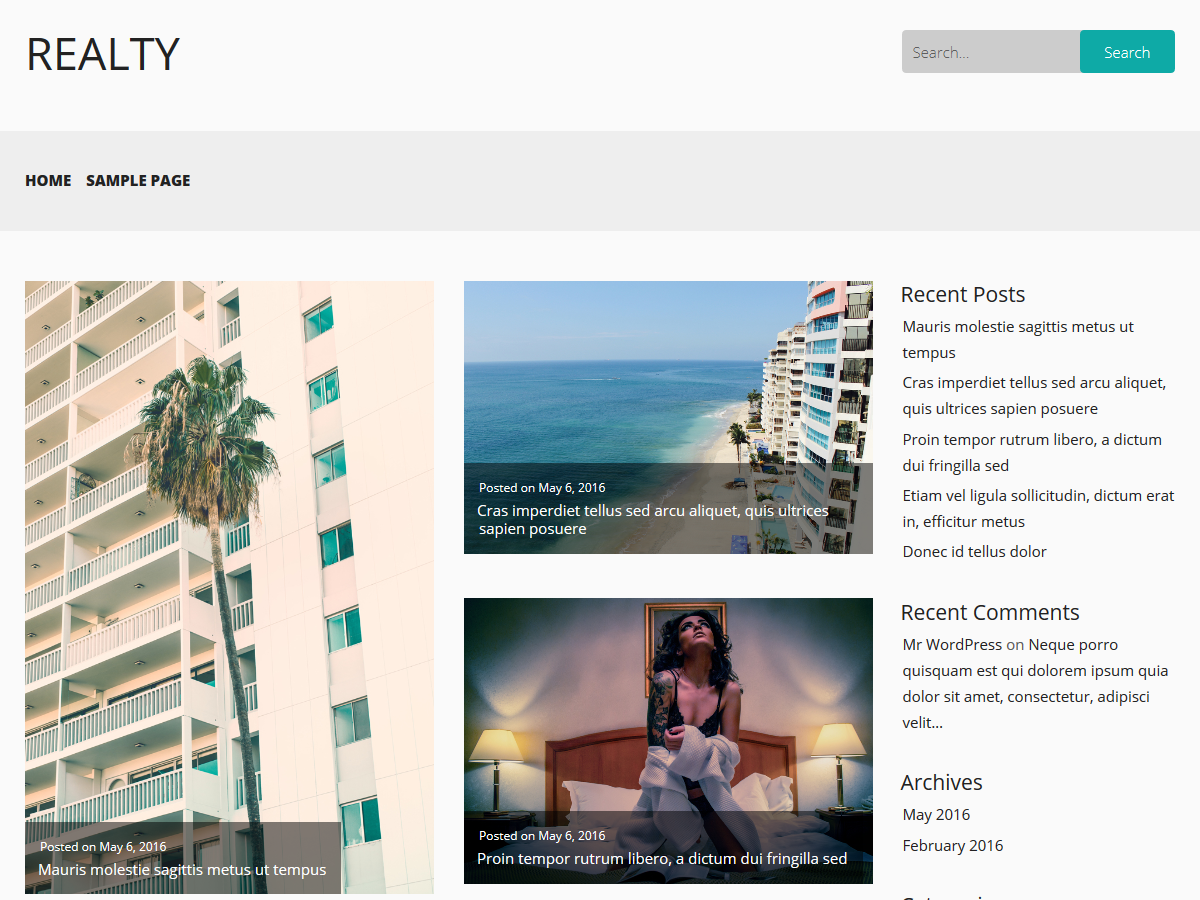 REALTY
Search...
Search
HOME SAMPLE PAGE
Posted on May 6, 2016
Mauris molestie sagittis metus ut tempus
Posted on May 6, 2016
Cras imperdiet tellus sed arcu aliquet, quis ultrices
sapien posuere
Posted on May 6, 2016
Proin tempor rutrum libero, a dictum dui fringilla sed
Recent Posts
Mauris molestie sagittis metus ut
tempus
Cras imperdiet tellus sed arcu aliquet,
quis ultrices sapien posuere
Proin tempor rutrum libero, a dictum
dui fringilla sed
Etiam vel ligula sollicitudin, dictum erat
in, efficitur metus
Donec id tellus dolor
Recent Comments
Mr WordPress on Neque porro
quisquam est qui dolorem ipsum quia
dolor sit amet, consectetur, adipisci
velit...
Archives
May 2016
February 2016